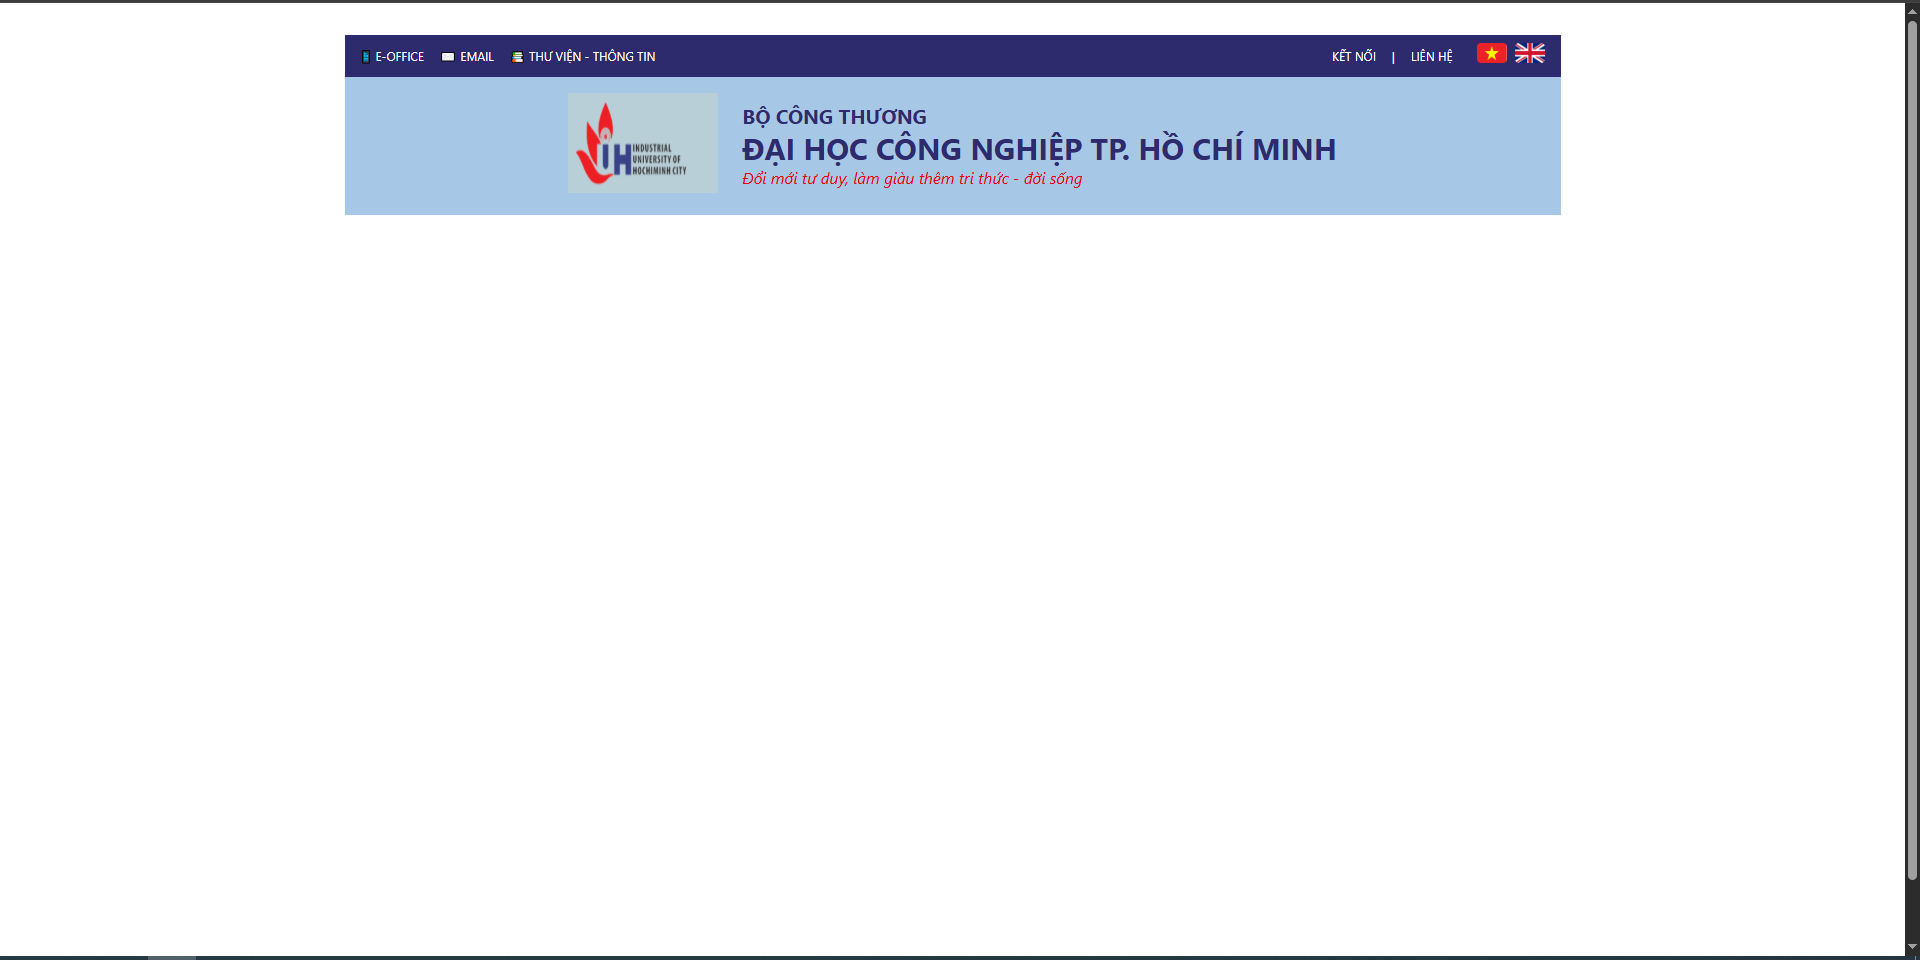 E-OFFICE EMAIL THƯ VIỆN - THÔNG TIN KẾT NỐI | LIÊN HỆ
BỘ CÔNG THƯƠNG
ĐẠI HỌC CÔNG NGHIỆP TP. HỒ CHÍ MINH
Đổi mới tư duy, làm giàu thêm tri thức - đời sống
IUH
INDUSTRIAL
UNIVERSITY OF
HOCHIMINH CITY